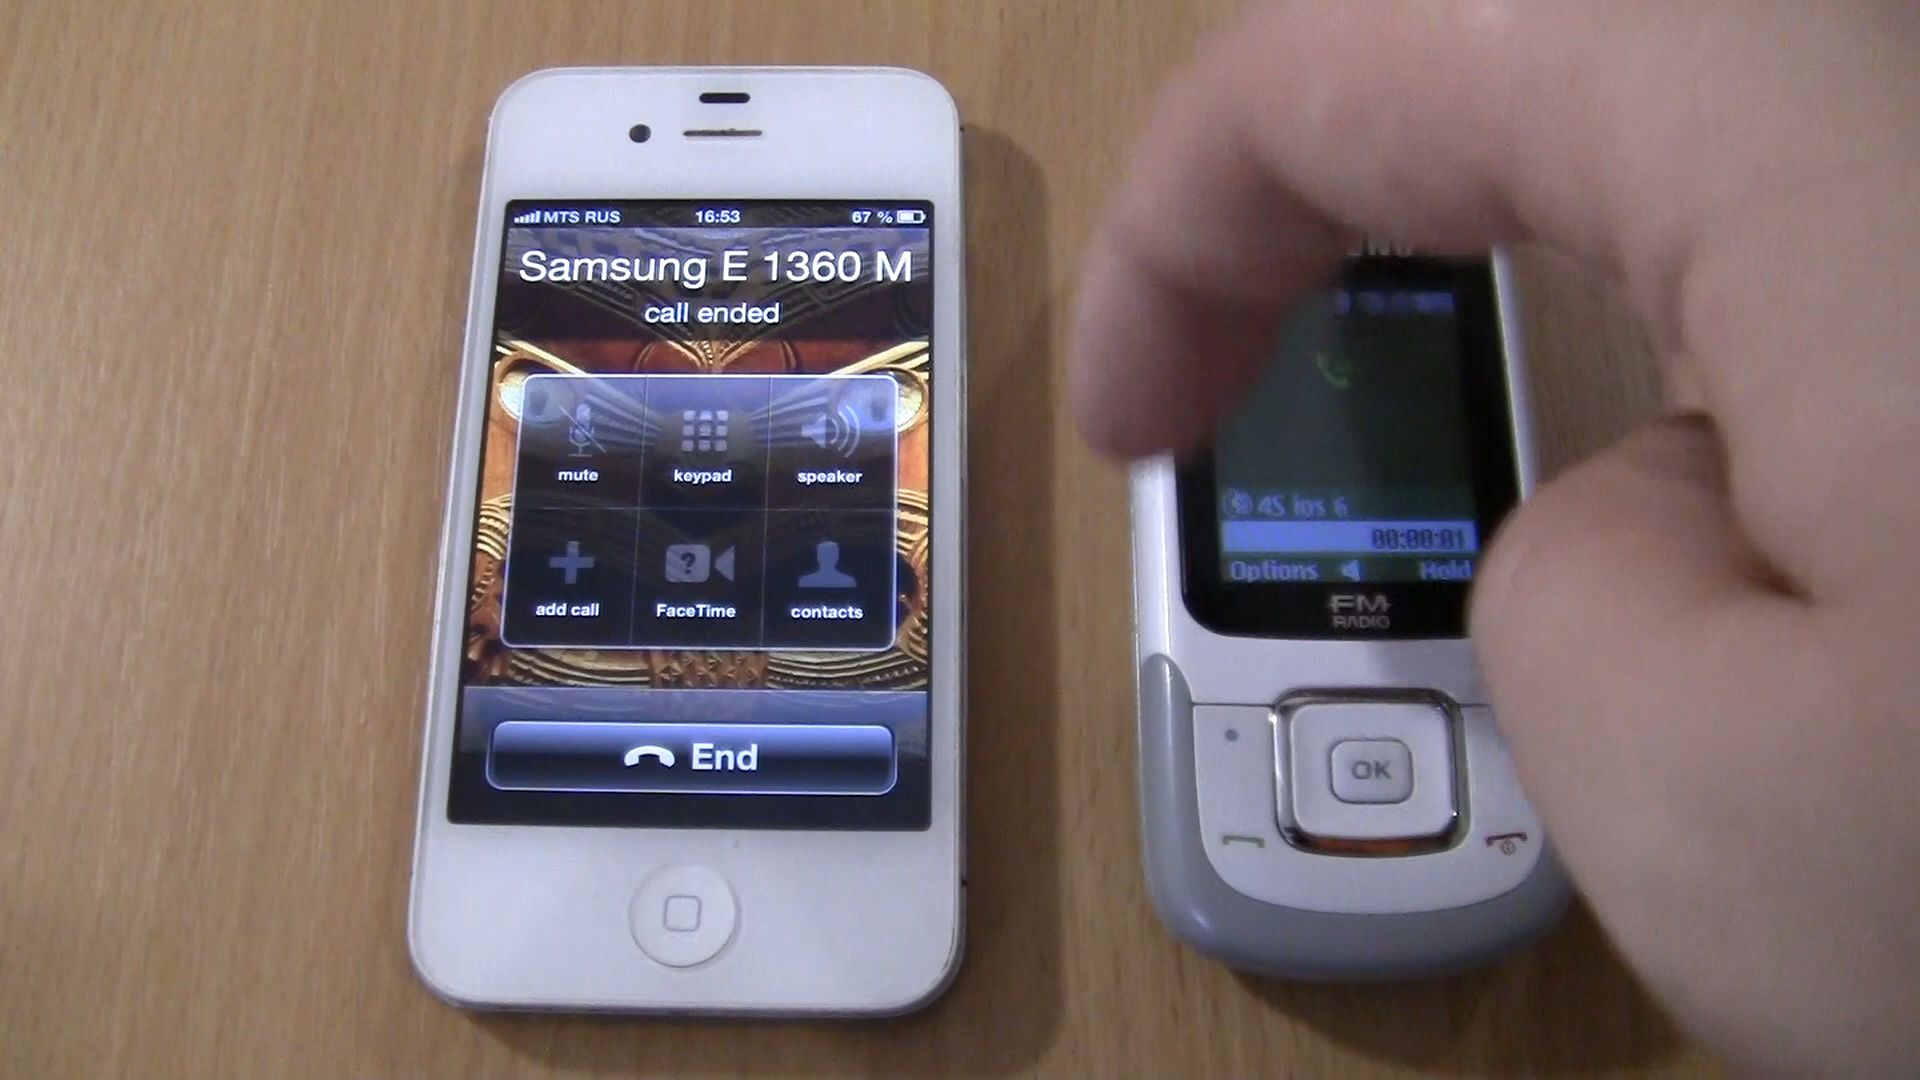 MTS RUS 16:53 67 %
Samsung E 1360 M
call ended
mute keypad speaker
add call FaceTime contacts
End
4S ios 6
00:00:01
Options Hold
FM
RADIO
OK